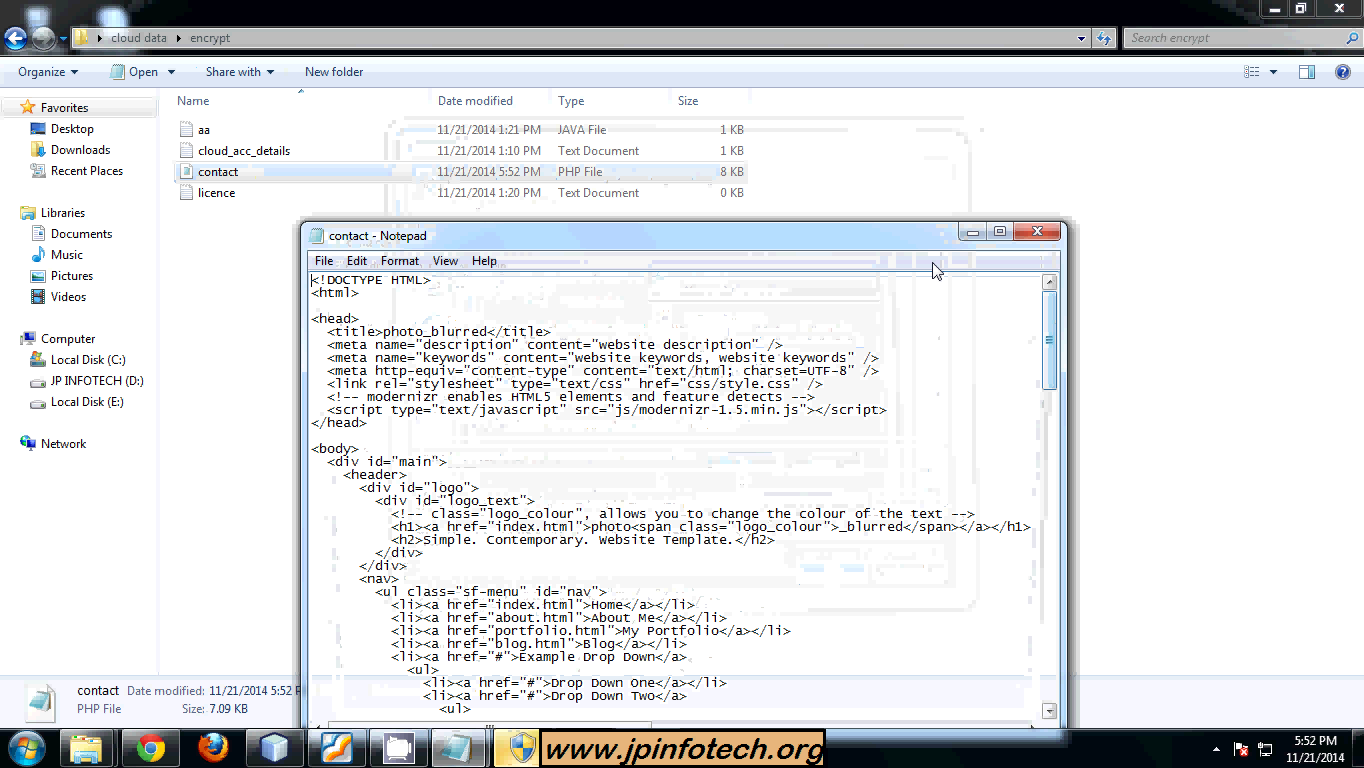 cloud data encrypt
Search encrypt
Organize Open Share with New folder
Name Date modified Type Size
Favorites
Desktop
Downloads
Recent Places
Libraries
Documents
Music
Pictures
Videos
Computer
Local Disk (C:)
JP INFOTECH (D:)
Local Disk (E:)
Network
aa 11/21/2014 1:21 PM JAVA File 1 KB
cloud_acc_details 11/21/2014 1:10 PM Text Document 1 KB
contact 11/21/2014 5:52 PM PHP File 8 KB
licence 11/21/2014 1:20 PM Text Document 0 KB
contact - Notepad
File Edit Format View Help
<!DOCTYPE HTML>
<html>
<head>
<title>photo_blurred</title>
<meta name="description" content="website description" />
<meta name="keywords" content="website keywords, website keywords" />
<meta http-equiv="content-type" content="text/html; charset=UTF-8" />
<link rel="stylesheet" type="text/css" href="css/style.css" />
<!-- modernizr enables HTML5 elements and feature detects -->
<script type="text/javascript" src="js/modernizr-1.5.min.js"></script>
</head>
<body>
<div id="main">
<header>
<div id="logo">
<div id="logo_text">
<!-- class="logo_colour", allows you to change the colour of the text -->
<h1><a href="index.html">photo<span class="logo_colour">_blurred</span></a></h1>
<h2>Simple. Contemporary. Website Template.</h2>
</div>
</div>
<nav>
<ul class="sf-menu" id="nav">
<li><a href="index.html">Home</a></li>
<li><a href="about.html">About Me</a></li>
<li><a href="portfolio.html">My Portfolio</a></li>
<li><a href="blog.html">Blog</a></li>
<li><a href="#">Example Drop Down</a>
<ul>
<li><a href="#">Drop Down One</a></li>
<li><a href="#">Drop Down Two</a>
<ul>
contact Date modified: 11/21/2014 5:52
PHP File Size: 7.09 KB
www.jpinfotech.org
5:52 PM
11/21/2014